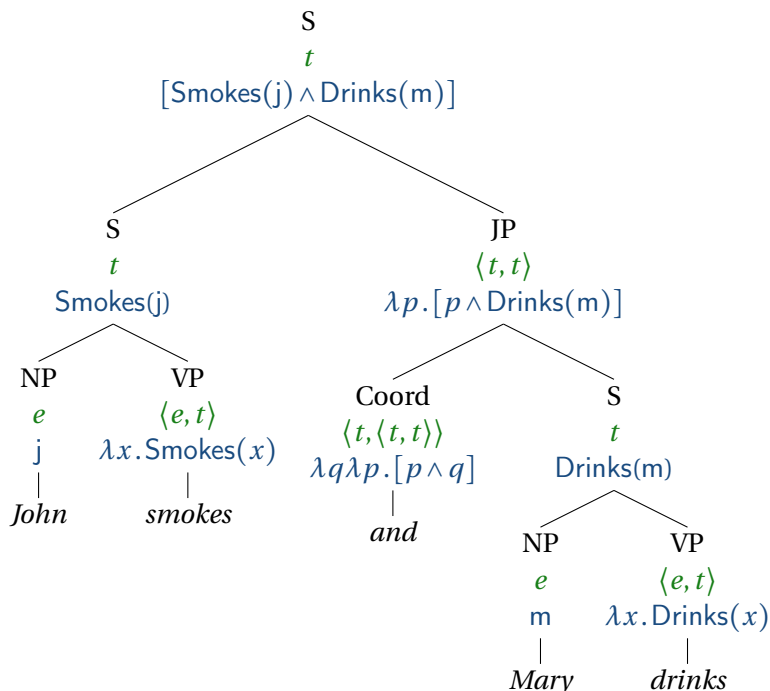 S
t
[Smokes(j) ∧ Drinks(m)]
S JP
t ⟨t, t⟩
Smokes(j) λp.[p ∧ Drinks(m)]
NP VP Coord S
e ⟨e, t⟩ ⟨t, ⟨t, t⟩⟩ t
j λx.Smokes(x) λqλp.[p ∧ q] Drinks(m)
John smokes and
NP VP
e ⟨e, t⟩
m λx.Drinks(x)
Mary drinks